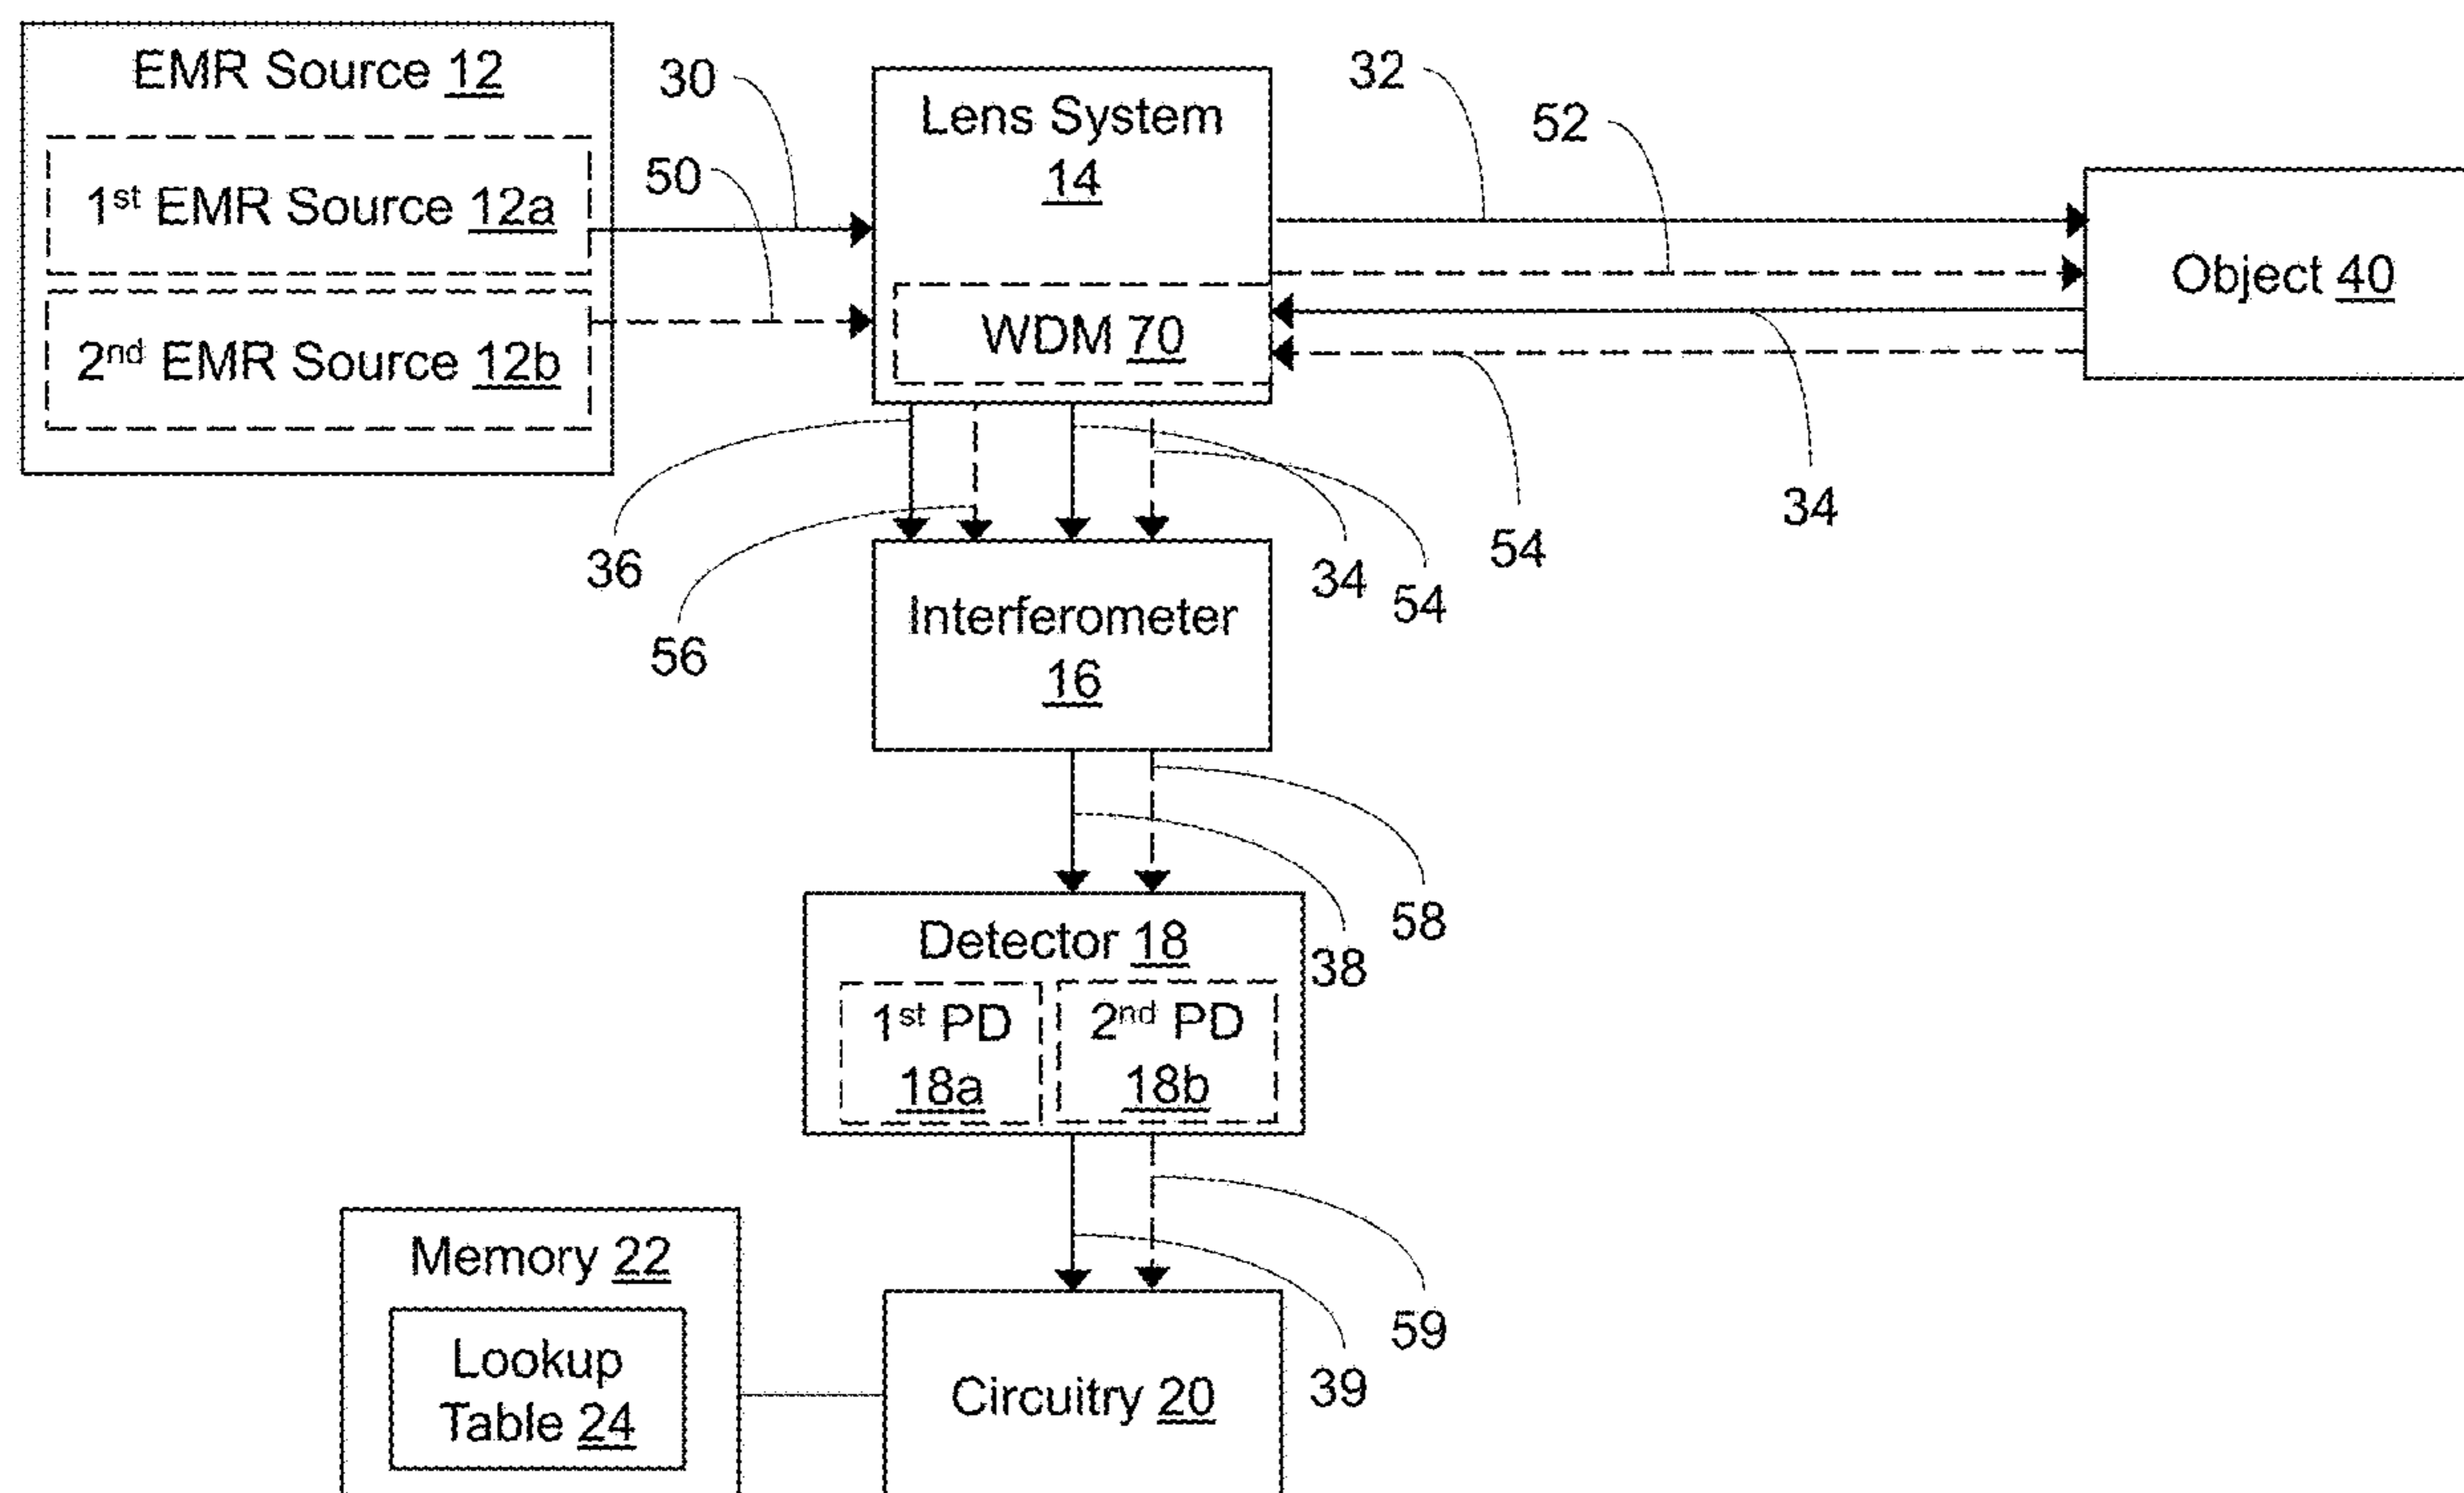 EMR Source 12
1st EMR Source 12a
2nd EMR Source 12b
30
50
Lens System
14
WDM 70
32
52
Object 40
36
56
34
54
54
34
Interferometer
16
58
38
Detector 18
1st PD
18a
2nd PD
18b
59
39
Memory 22
Lookup
Table 24
Circuitry 20